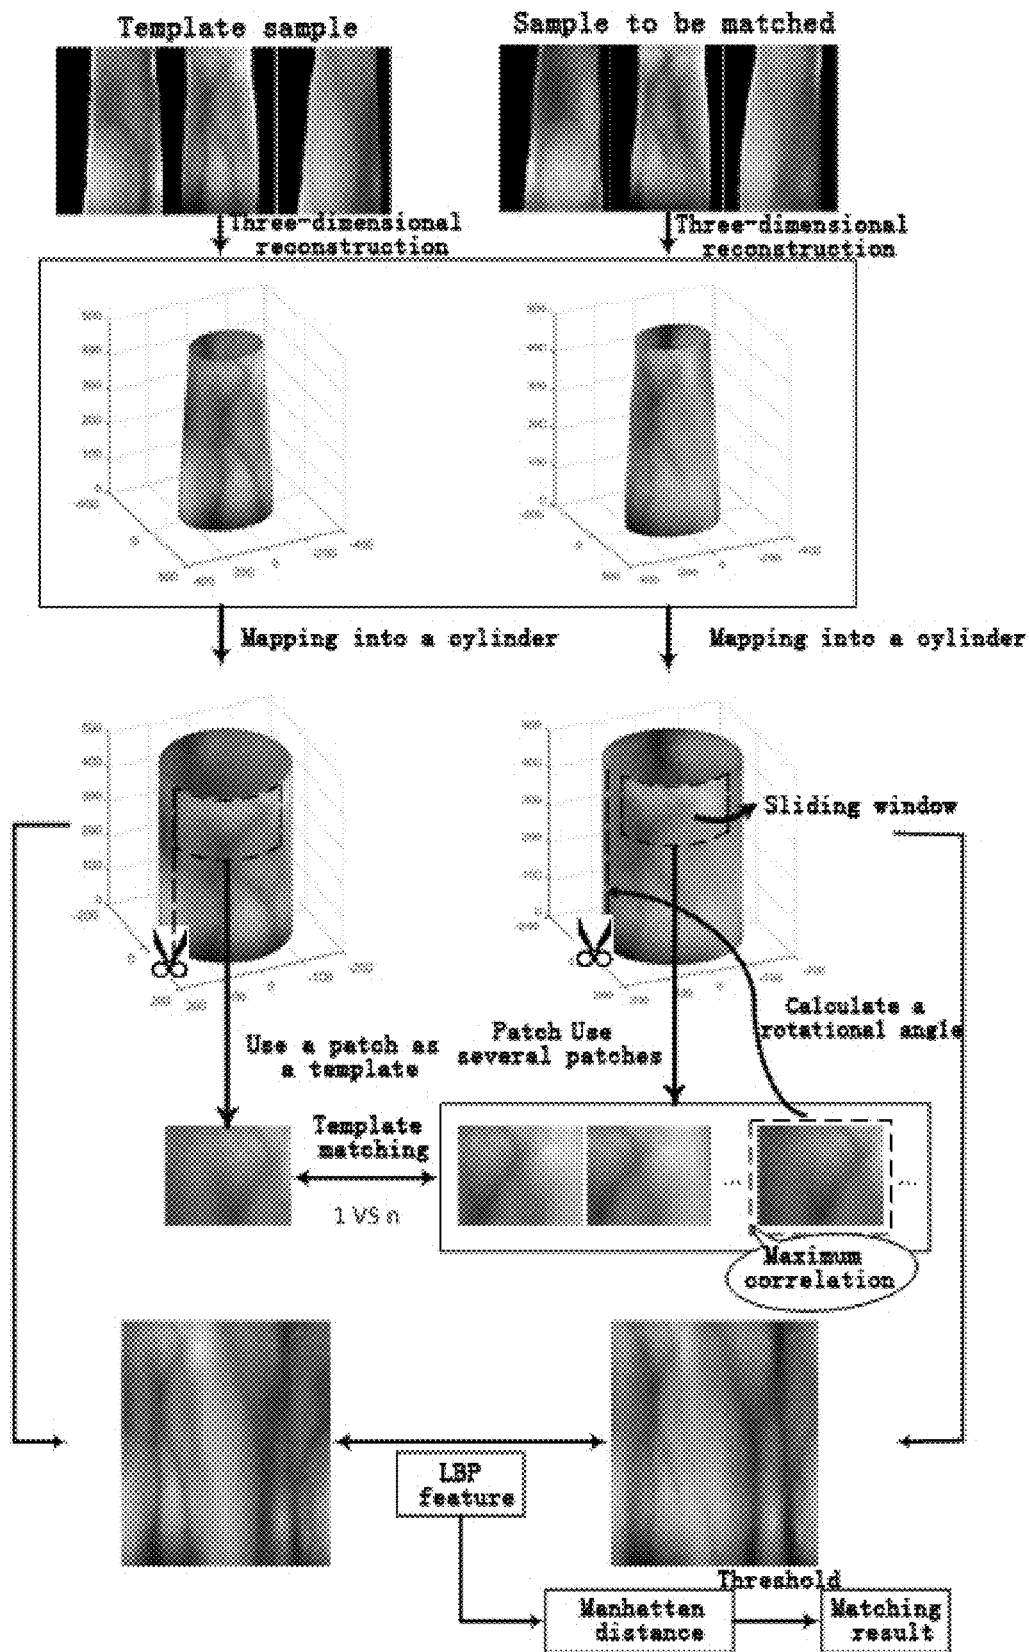 Template sample
Sample to be matched
Three-dimensional
reconstruction
Three-dimensional
reconstruction
Mapping into a cylinder
Mapping into a cylinder
Sliding window
Calculate a
rotational angle
Use a patch as
a template
Patch Use
several patches
Template
matching
1 VS n
...
...
Maximum
correlation
LBP
feature
Threshold
Manhattan
distance
Matching
result